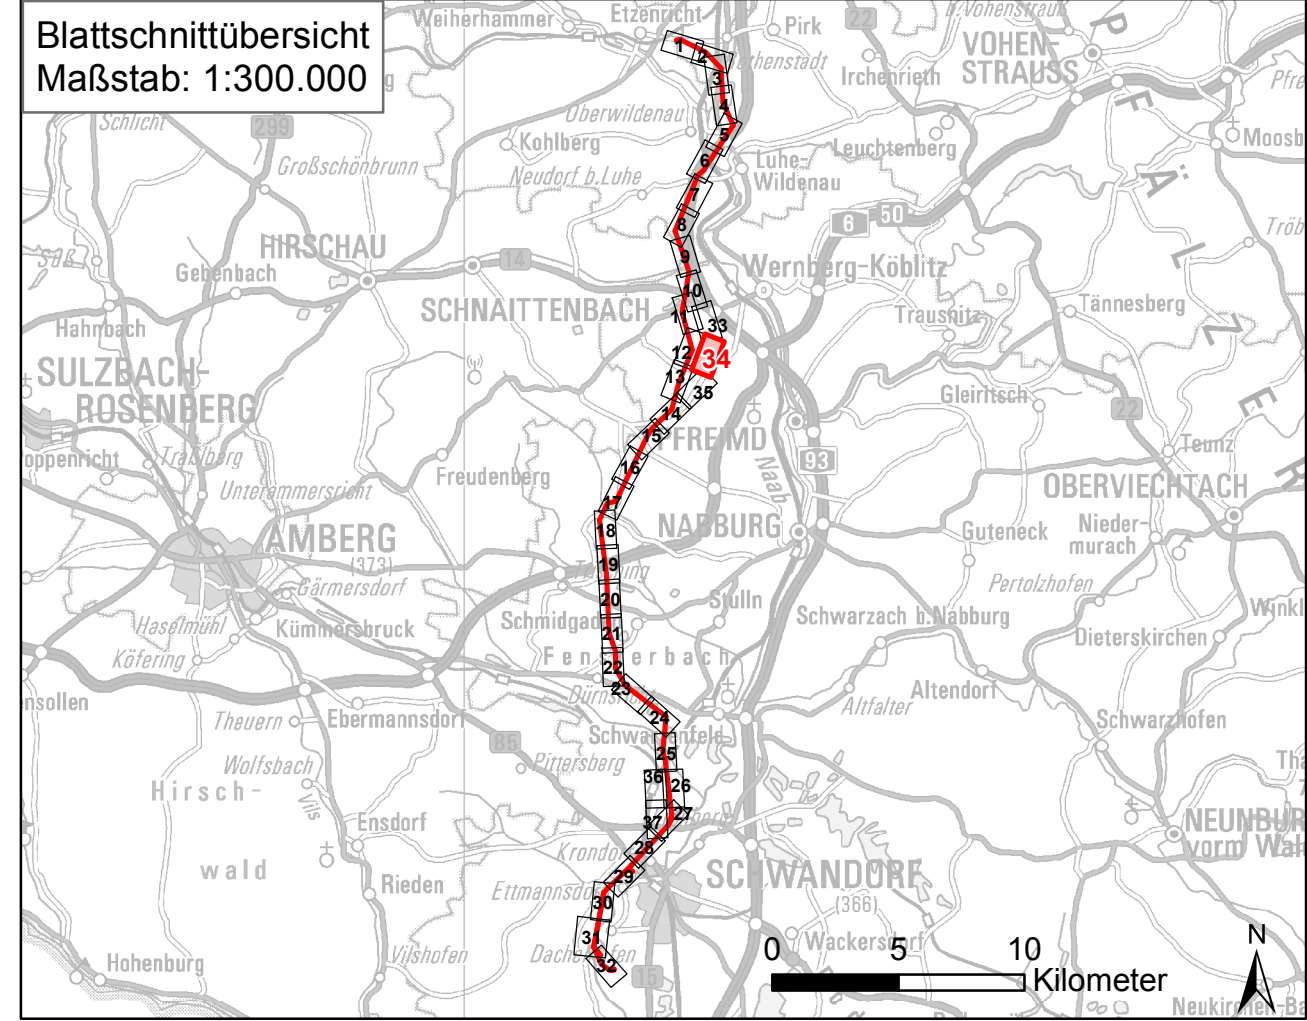 Blattschnittübersicht
Maßstab: 1:300.000
Weiherhammer
Etzenricht
Pirk
22
b.Vohenstrauß
VOHEN-
STRAUSS
Irchenrieth
Schlicht
299
Großschönbrunn
Oberwildenau
Kohlberg
Neudorf b.Luhe
Luhe-
Wildenau
Leuchtenberg
PFÄLZER
6
50
HIRSCHAU
14
Gebenbach
Hahnbach
SCHNAITTENBACH
Wernberg-Köblitz
Trausnitz
Tännesberg
SULZBACH-
ROSENBERG
Gleiritsch
22
Teunz
PFREIMD
Naab
93
Freudenberg
Unterammersricht
OBERVIECHTACH
AMBERG
(373)
NABBURG
Guteneck
Nieder-
murach
Gärmersdorf
Pertolzhofen
Haselmühl
Kümmersbruck
Stulln
Schwarzach b.Nabburg
Dieterskirchen
Köfering
Altendorf
Altfalter
Theuern
Ebermannsdorf
Schwarzhofen
85
Wolfsbach
Pittersberg
Hirsch-
wald
Vils
Ensdorf
NEUNBUR
vorm Wal
SCHWANDORF
(366)
Rieden
Wackersdorf
Vilshofen
Hohenburg
15
1
2
3
4
5
6
7
8
9
10
11
33
12
34
13
35
14
15
16
17
18
19
20
21
22
23
24
25
36
26
27
37
28
29
30
31
32
0 5 10
Kilometer
N